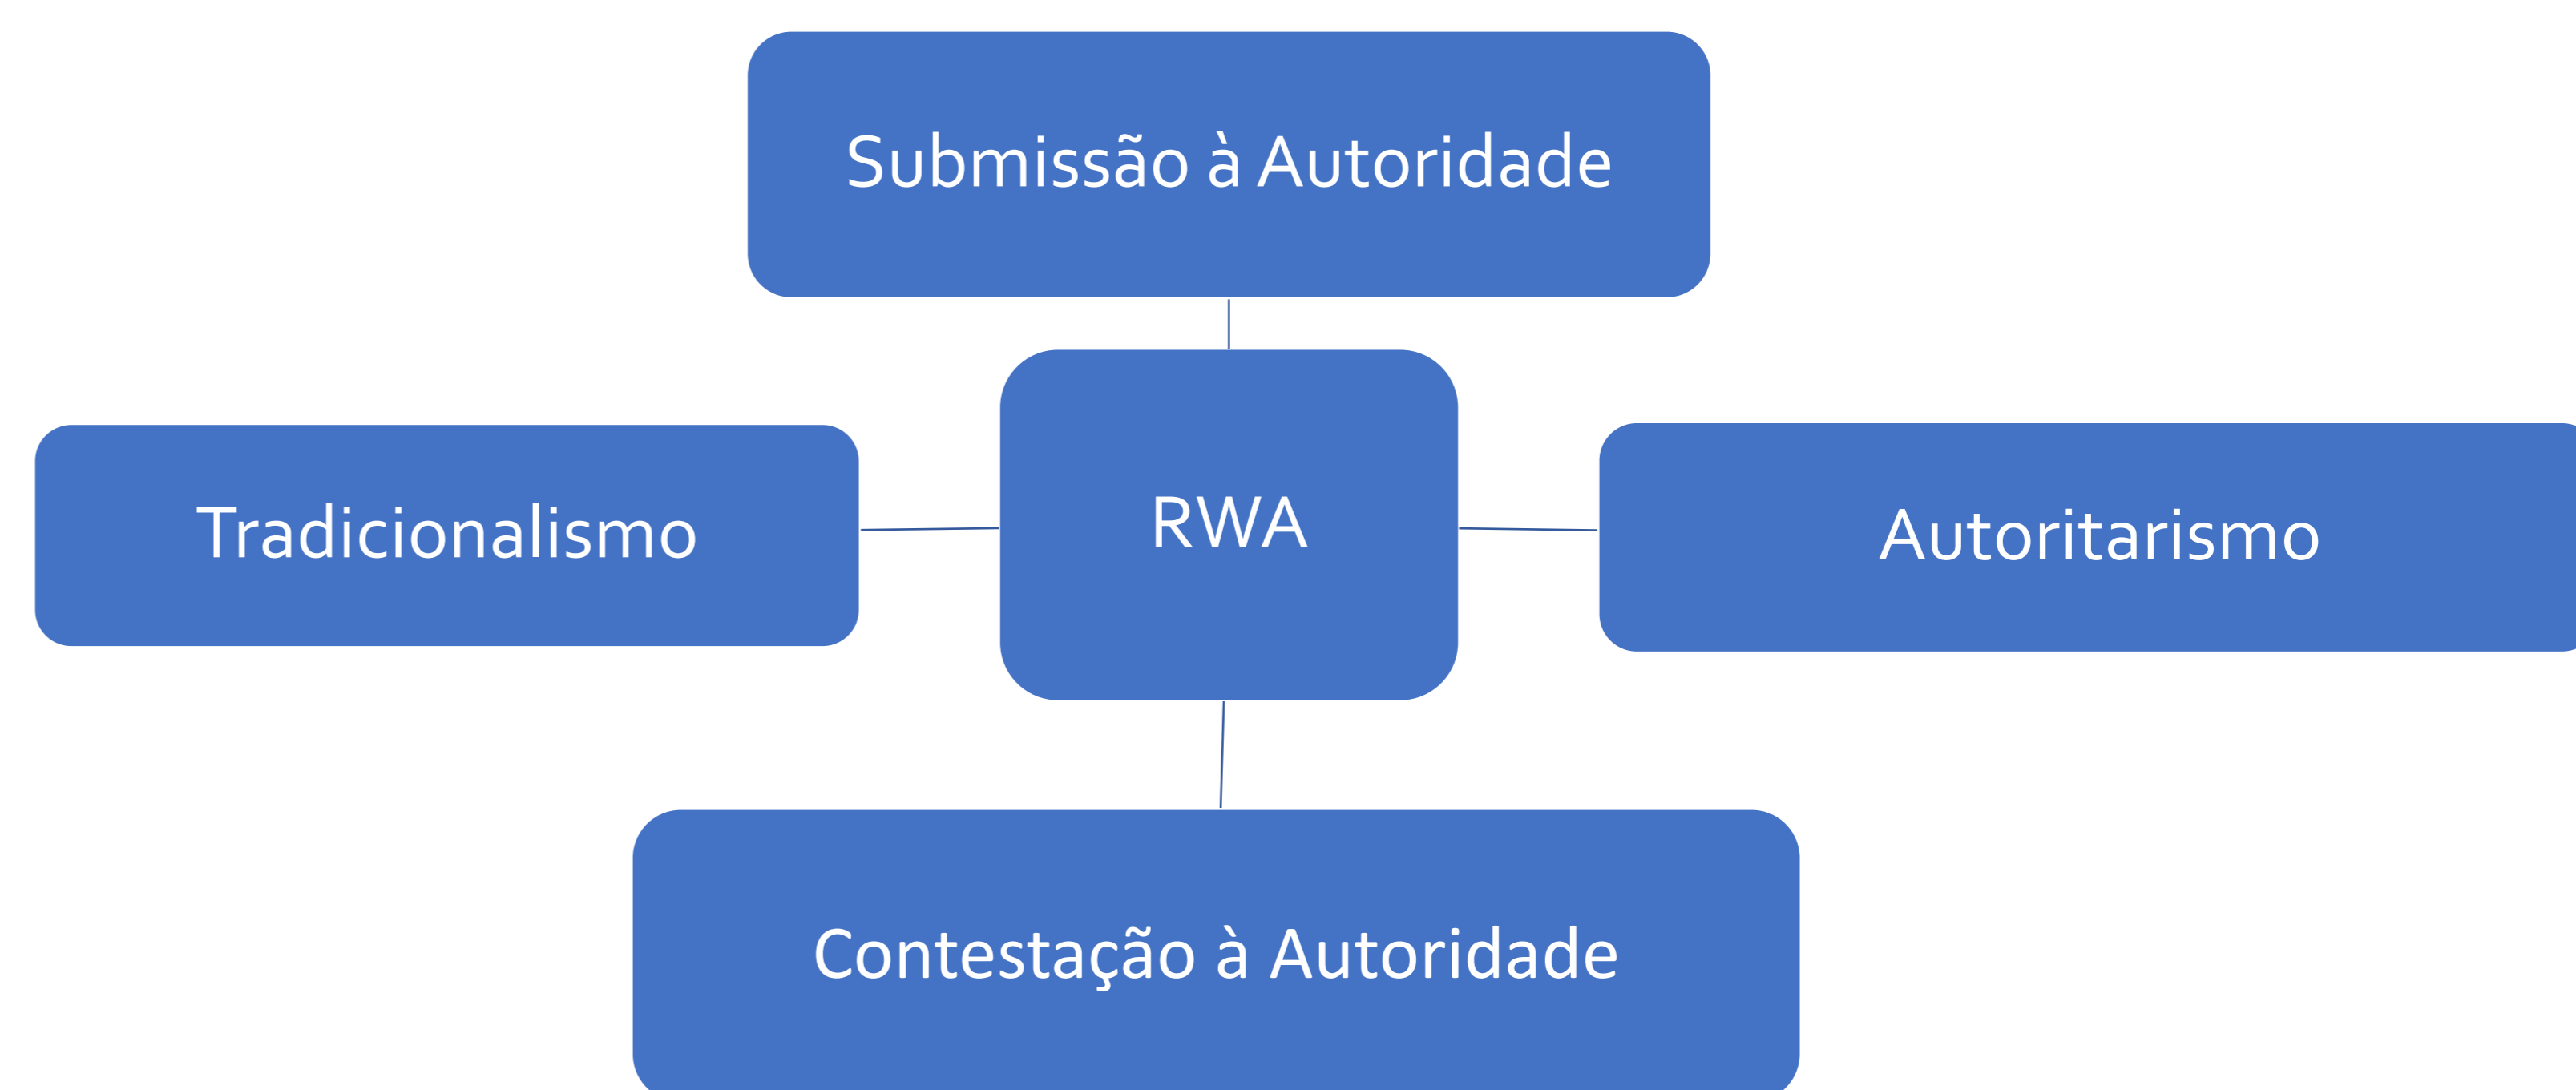 Submissão à Autoridade
Tradicionalismo
RWA
Autoritarismo
Contestação à Autoridade